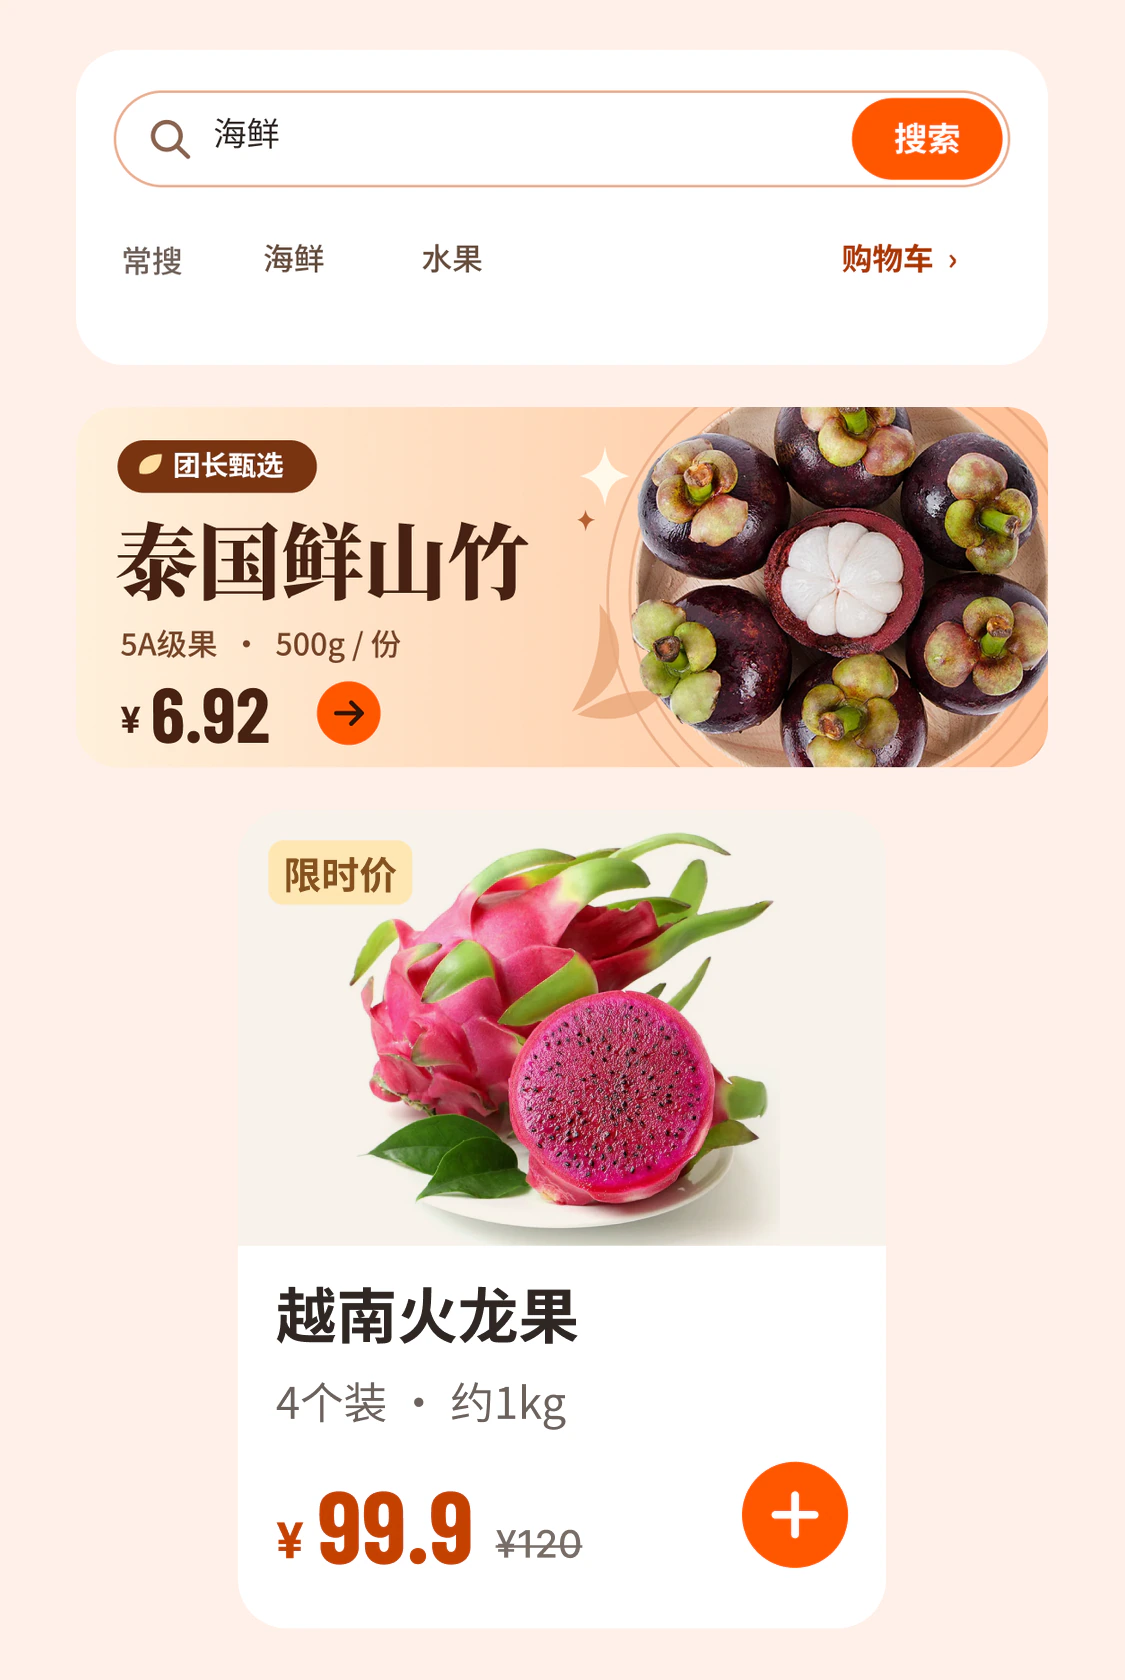 海鲜
搜索
常搜 海鲜 水果 购物车 ›
团长甄选
泰国鲜山竹
5A级果 · 500g / 份
¥ 6.92
限时价
越南火龙果
4个装 · 约1kg
¥ 99.9 ¥120